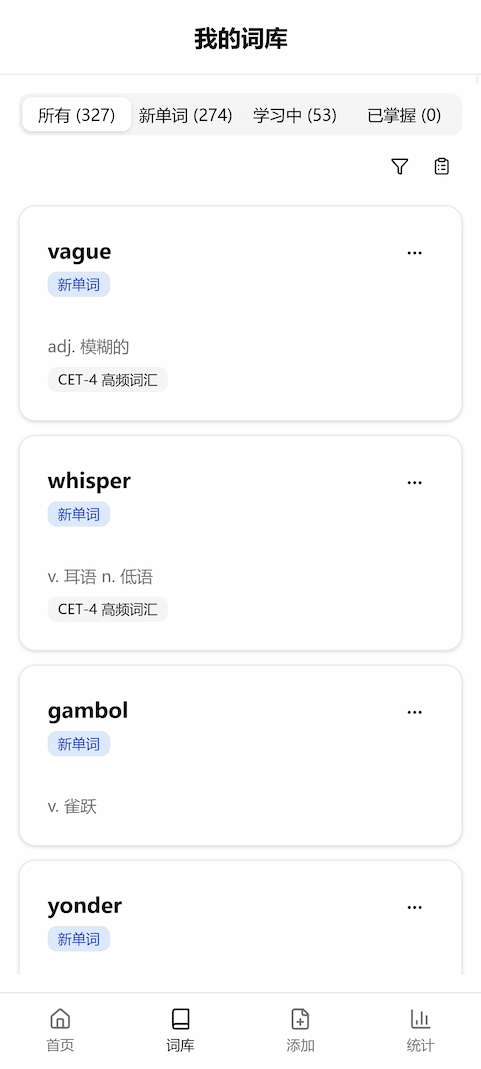 我的词库
所有 (327) 新单词 (274) 学习中 (53) 已掌握 (0)
vague
新单词
adj. 模糊的
CET-4 高频词汇
whisper
新单词
v. 耳语 n. 低语
CET-4 高频词汇
gambol
新单词
v. 雀跃
yonder
新单词
首页 词库 添加 统计